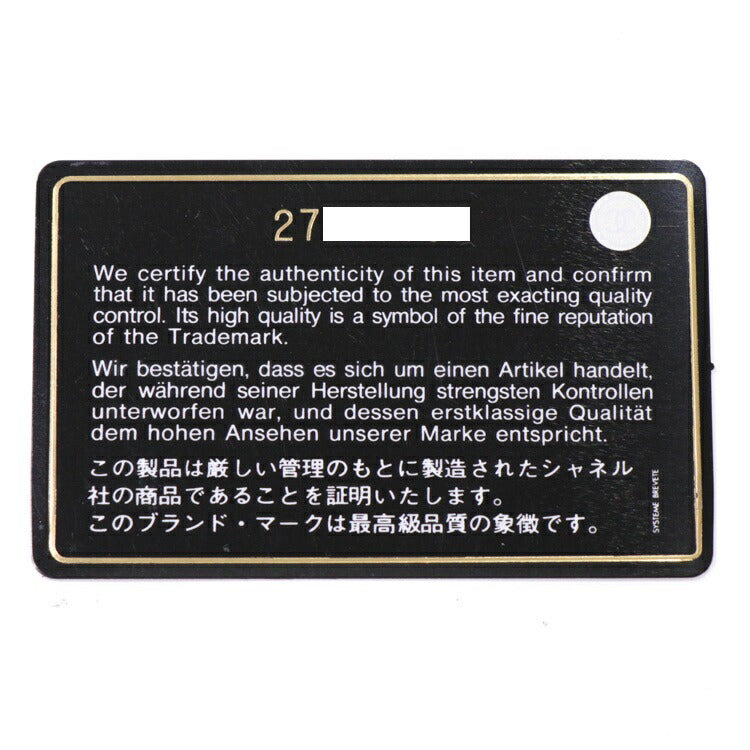 27
We certify the authenticity of this item and confirm
that it has been subjected to the most exacting quality
control. Its high quality is a symbol of the fine reputation
of the Trademark.
Wir bestätigen, dass es sich um einen Artikel handelt,
der während seiner Herstellung strengsten Kontrollen
unterworfen war, und dessen erstklassige Qualität
dem hohen Ansehen unserer Marke entspricht.
この製品は厳しい管理のもとに製造されたシャネル
社の商品であることを証明いたします。
このブランド・マークは最高級品質の象徴です。
SYSTEME BREVETE